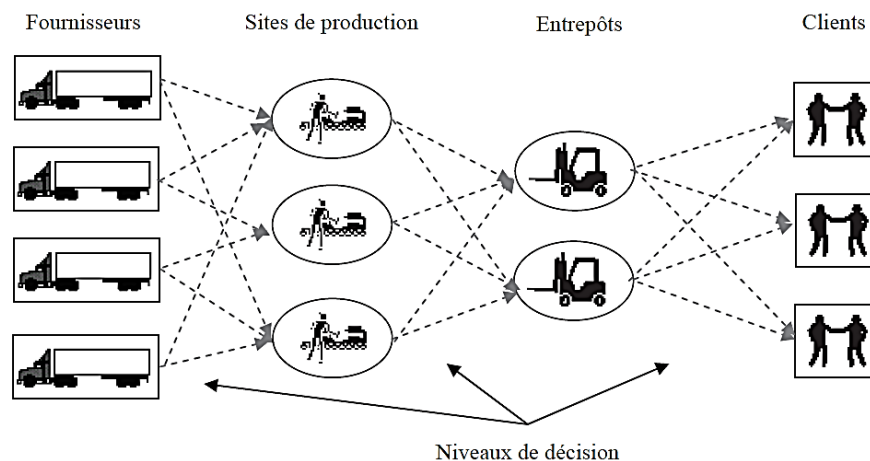 Fournisseurs
Sites de production
Entrepôts
Clients
Niveaux de décision